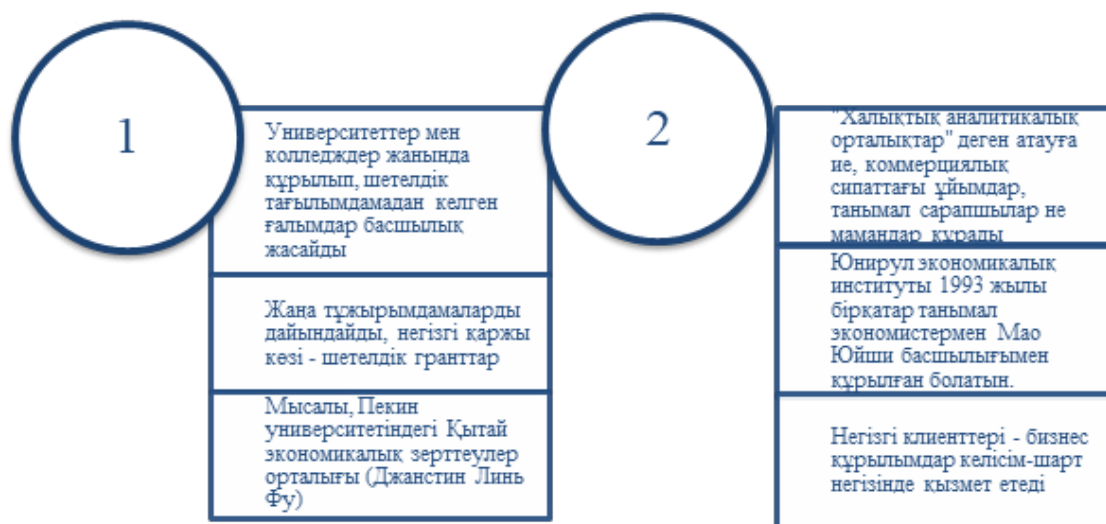 1
Университеттер мен
колледждер жанында
құрылып, шетелдік
тағылымдамадан келген
ғалымдар басшылық
жасайды
Жаңа тұжырымдамаларды
дайындайды, негізгі қаржы
көзі - шетелдік гранттар
Мысалы, Пекин
университетіндегі Қытай
экономикалық зерттеулер
орталығы (Джанстин Линь
Фу)
2
"Халықтық аналитикалық
орталықтар" деген атауға
ие, коммерциялық
сипаттағы ұйымдар,
танымал сарапшылар не
мамандар құрады
Юнирул экономикалық
институты 1993 жылы
бірқатар танымал
экономистермен Мао
Юйши басшылығымен
құрылған болатын.
Негізгі клиенттері - бизнес
құрылымдар келісім-шарт
негізінде қызмет етеді